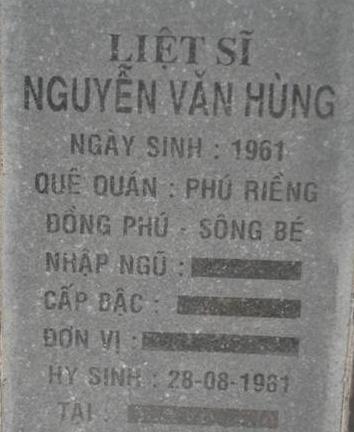 LIỆT SĨ
NGUYỄN VĂN HÙNG
NGÀY SINH : 1961
QUÊ QUÁN : PHÚ RIỀNG
ĐỒNG PHÚ - SÔNG BÉ
NHẬP NGŨ :
CẤP BẬC :
ĐƠN VỊ :
HY SINH : 28-08-1981
TẠI :